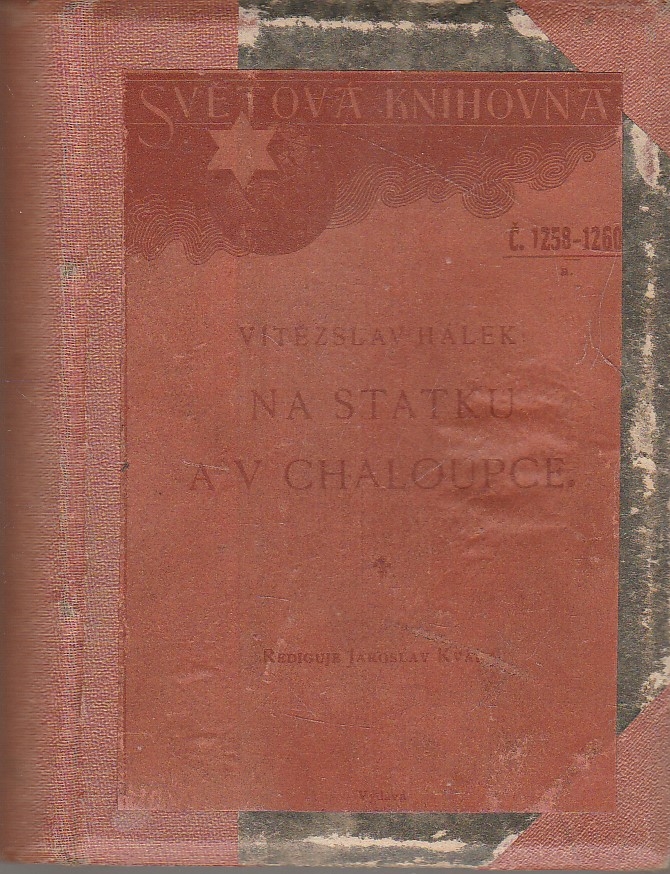 SVĚTOVÁ KNIHOVNA
Č. 1258-1260
a.
VÍTĚZSLAV HÁLEK
NA STATKU
A V CHALOUPCE.
REDIGUJE JAROSLAV